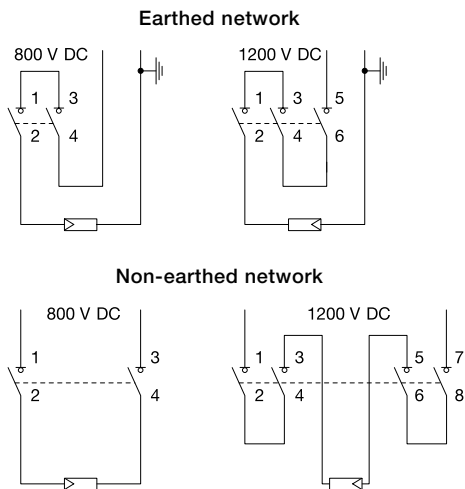 Earthed network
800 V DC
1200 V DC
1 3
2 4
1 3 5
2 4 6
Non-earthed network
800 V DC
1200 V DC
1 3
2 4
1 3 5 7
2 4 6 8